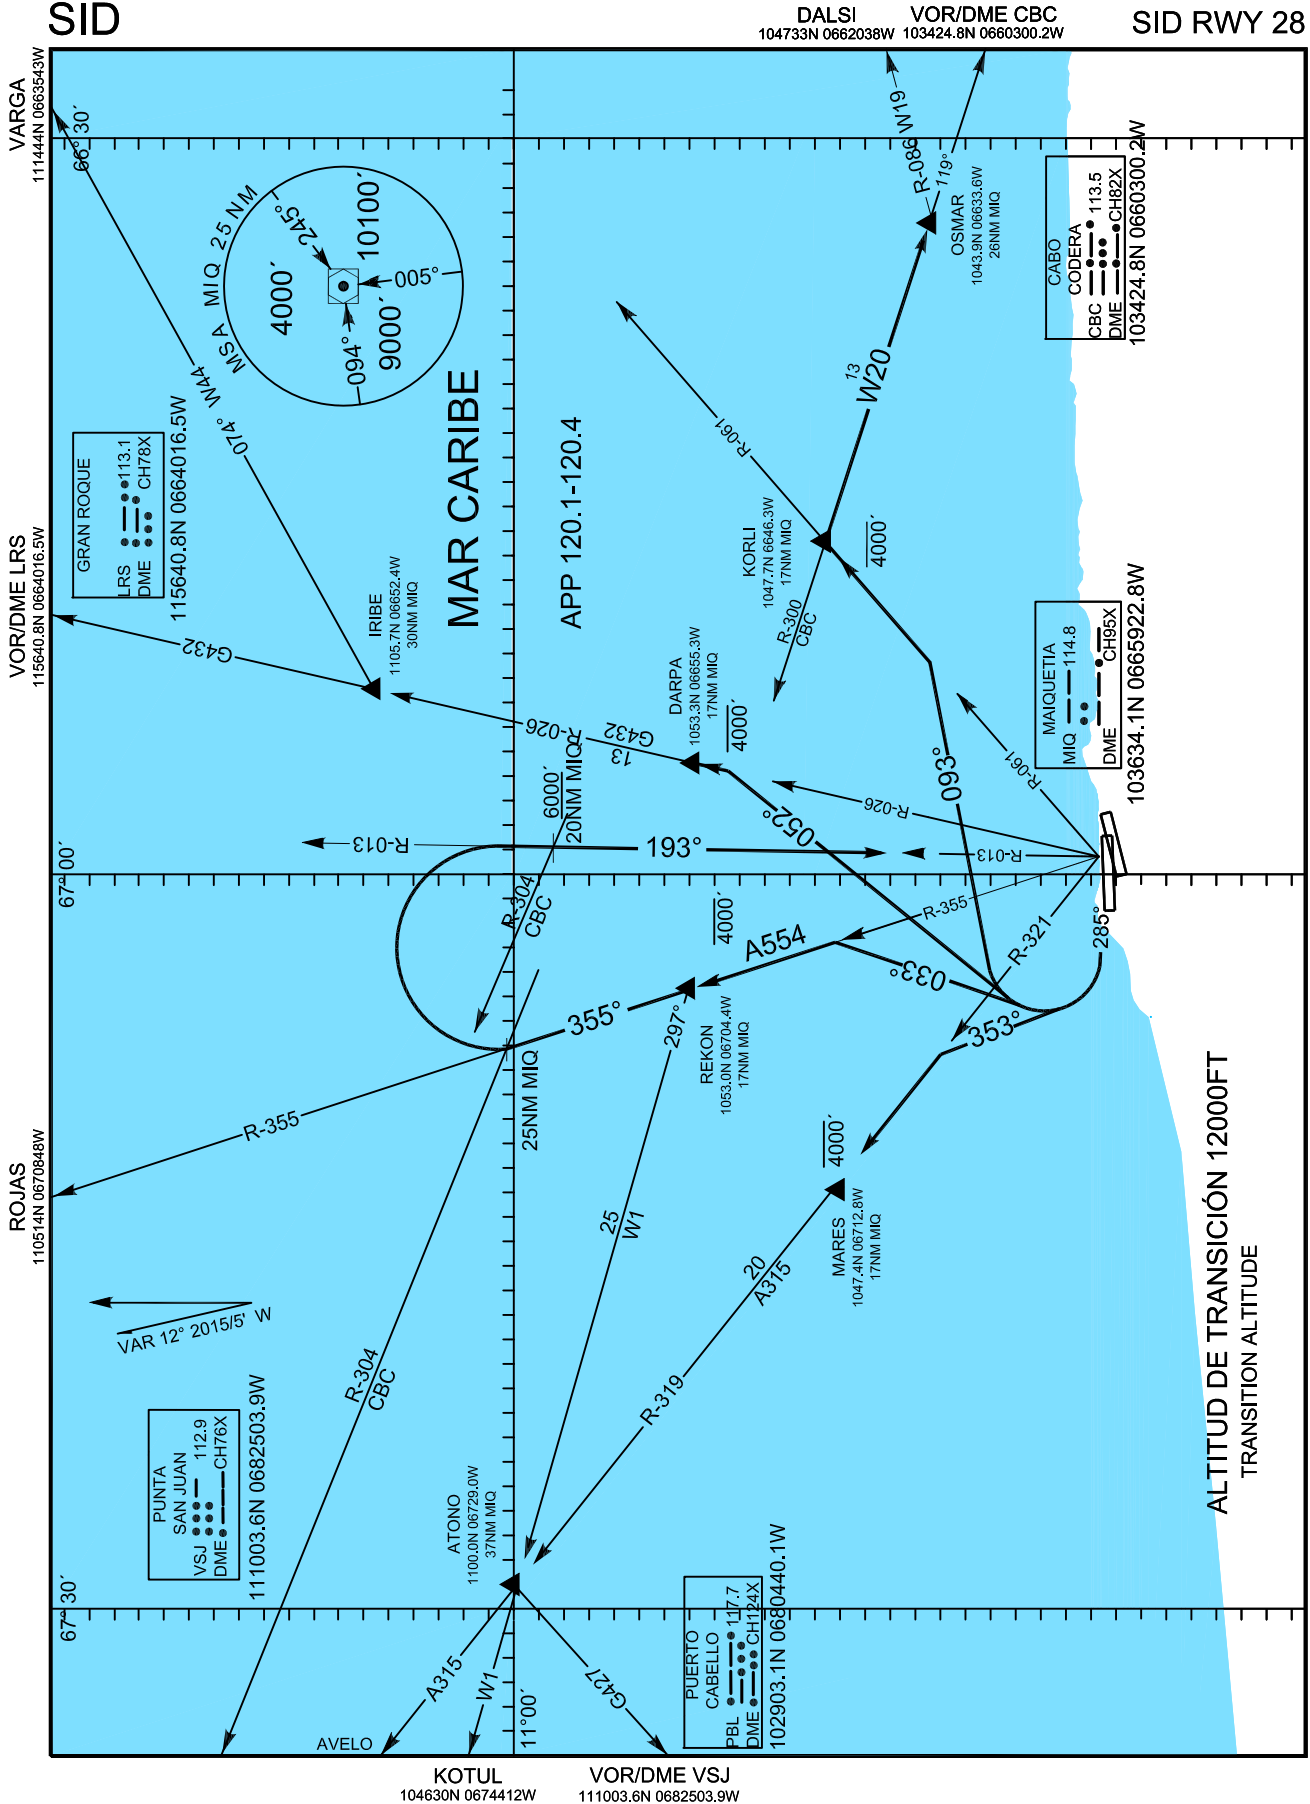 SID
SID RWY 28
DALSI
104733N 0662038W
VOR/DME CBC
103424.8N 0660300.2W
VARGA
111444N 0663543W
VOR/DME LRS
115640.8N 0664016.5W
ROJAS
110514N 0670848W
66° 30´
67° 00´
67° 30´
11°00´
MSA MIQ 25 NM
245°
4000´
10100´
9000´
094°
005°
074° W44
GRAN ROQUE
LRS 113.1
DME CH78X
115640.8N 0664016.5W
G432
IRIBE
1105.7N 06652.4W
30NM MIQ
MAR CARIBE
APP 120.1-120.4
R-086 W19
119°
OSMAR
1043.9N 06633.6W
26NM MIQ
CABO
CODERA
CBC 113.5
DME CH82X
103424.8N 0660300.2W
13
W20
R-061
KORLI
1047.7N 6646.3W
17NM MIQ
4000´
R-300
CBC
DARPA
1053.3N 06655.3W
17NM MIQ
4000´
R-026
G432
13
6000´
20NM MIQ
R-013
193°
052°
093°
R-026
R-061
R-013
MAIQUETIA
MIQ 114.8
DME CH95X
103634.1N 0665922.8W
R-304
CBC
4000´
A554
R-355
033°
R-321
285°
353°
355°
297°
REKON
1053.0N 06704.4W
17NM MIQ
25NM MIQ
R-355
25
W1
4000´
MARES
1047.4N 06712.8W
17NM MIQ
20
A315
R-319
R-304
CBC
VAR 12° 2015/5' W
PUNTA
SAN JUAN
VSJ 112.9
DME CH76X
111003.6N 0682503.9W
ATONO
1100.0N 06729.0W
37NM MIQ
A315
W1
G427
AVELO
PUERTO
CABELLO
PBL 117.7
DME CH124X
102903.1N 0680440.1W
ALTITUD DE TRANSICIÓN 12000FT
TRANSITION ALTITUDE
KOTUL
104630N 0674412W
VOR/DME VSJ
111003.6N 0682503.9W